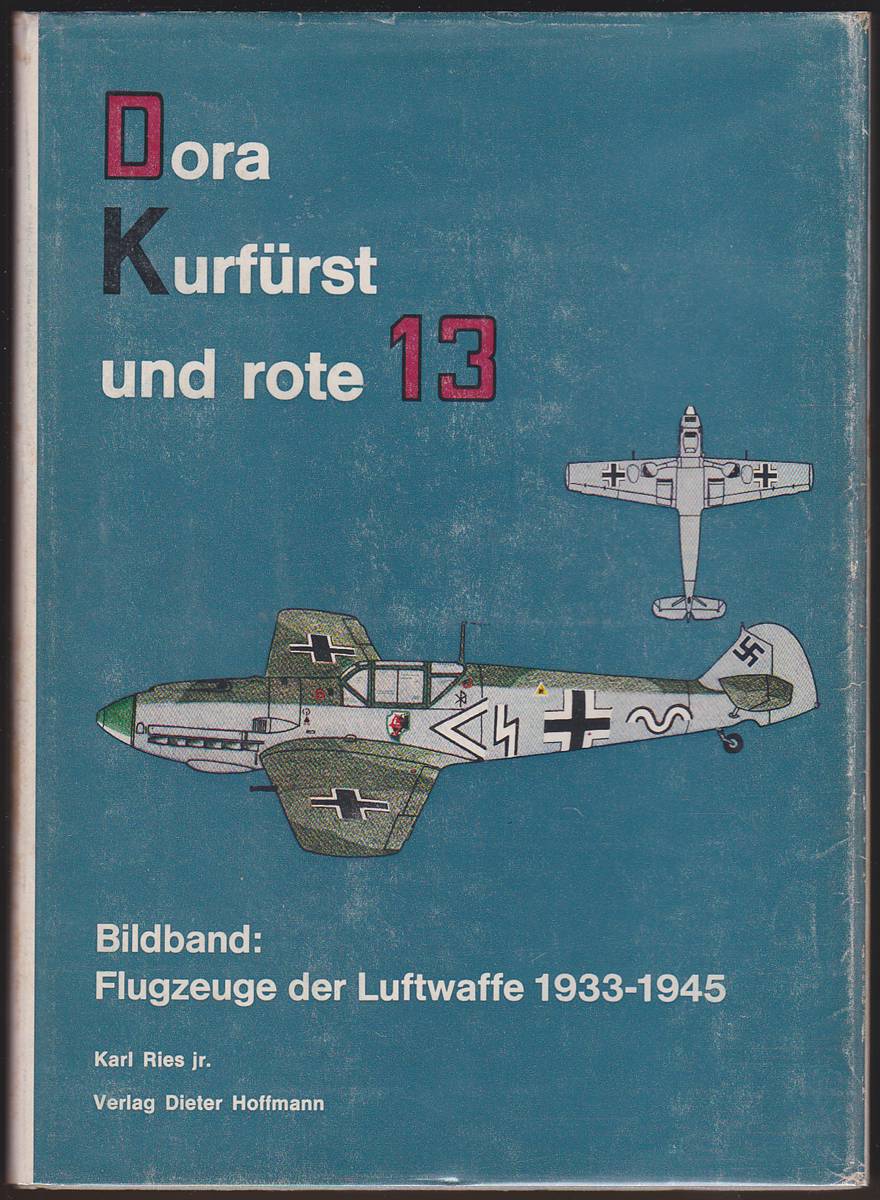 Dora
Kurfürst
und rote 13
Bildband:
Flugzeuge der Luftwaffe 1933-1945
Karl Ries jr.
Verlag Dieter Hoffmann